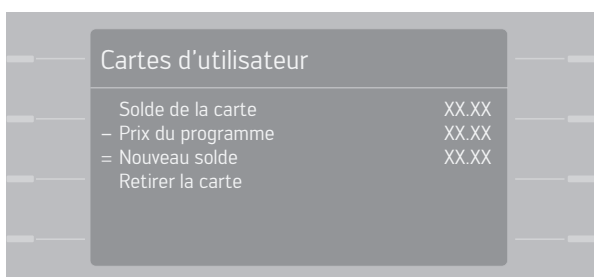 Cartes d'utilisateur
Solde de la carte XX.XX
– Prix du programme XX.XX
= Nouveau solde XX.XX
Retirer la carte